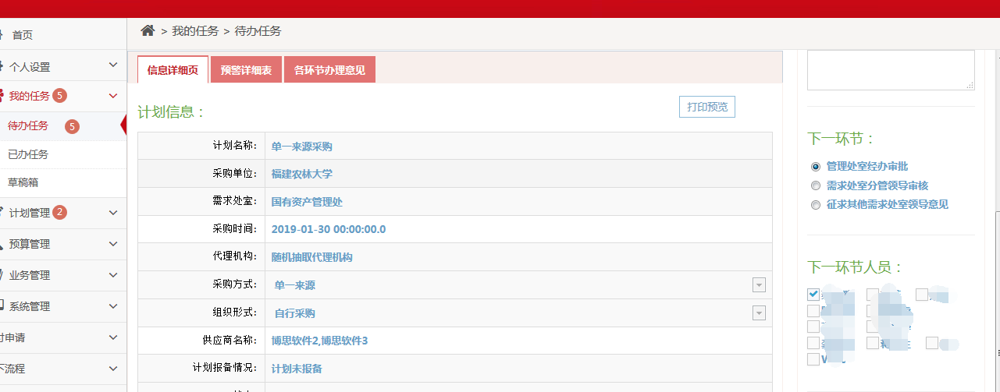 首页
个人设置
我的任务 5
待办任务 5
已办任务
草稿箱
计划管理 2
预算管理
业务管理
系统管理
付申请
下流程
> 我的任务 > 待办任务
信息详细页 预警详细表 各环节办理意见
计划信息： 打印预览
计划名称: 单一来源采购
采购单位: 福建农林大学
需求处室: 国有资产管理处
采购时间: 2019-01-30 00:00:00.0
代理机构: 随机抽取代理机构
采购方式: 单一来源
组织形式: 自行采购
供应商名称: 博思软件2,博思软件3
计划报备情况: 计划未报备
下一环节：
管理处室经办审批
需求处室分管领导审核
征求其他需求处室领导意见
下一环节人员：